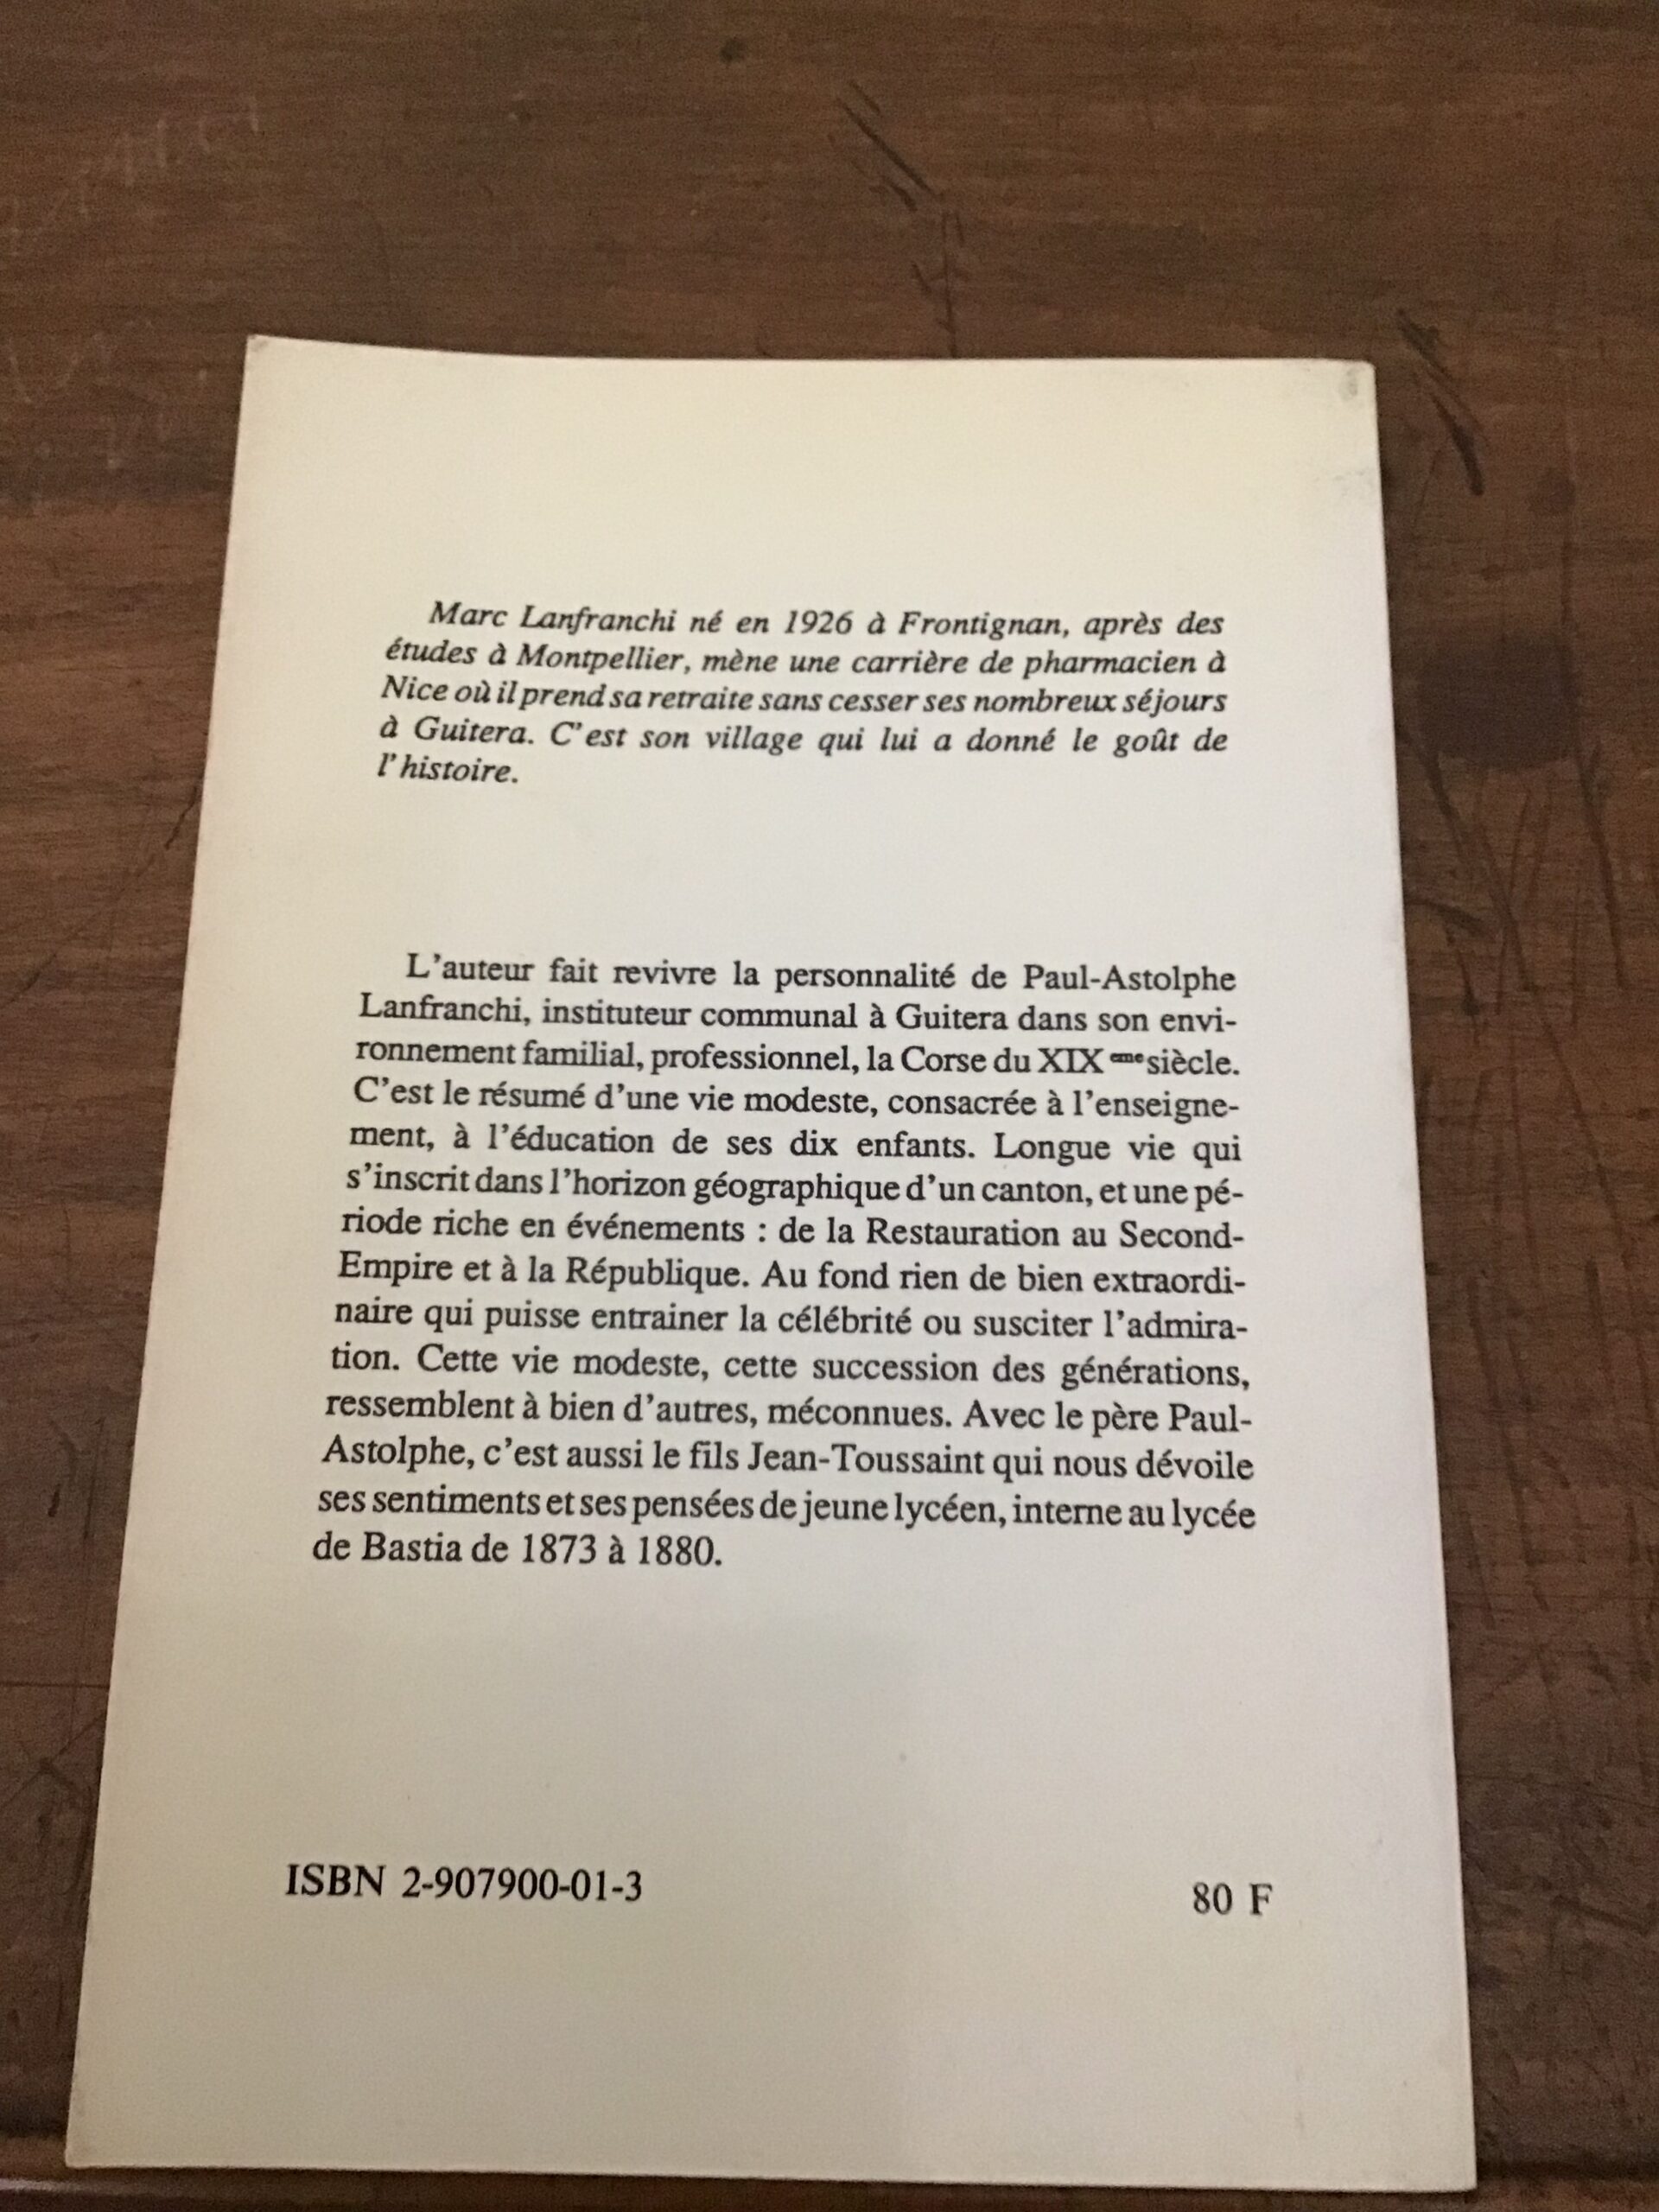 Marc Lanfranchi né en 1926 à Frontignan, après des
études à Montpellier, mène une carrière de pharmacien à
Nice où il prend sa retraite sans cesser ses nombreux séjours
à Guitera. C'est son village qui lui a donné le goût de
l'histoire.
L'auteur fait revivre la personnalité de Paul-Astolphe
Lanfranchi, instituteur communal à Guitera dans son envi-
ronnement familial, professionnel, la Corse du XIX eme siècle.
C'est le résumé d'une vie modeste, consacrée à l'enseigne-
ment, à l'éducation de ses dix enfants. Longue vie qui
s'inscrit dans l'horizon géographique d'un canton, et une pé-
riode riche en événements : de la Restauration au Second-
Empire et à la République. Au fond rien de bien extraordi-
naire qui puisse entrainer la célébrité ou susciter l'admira-
tion. Cette vie modeste, cette succession des générations,
ressemblent à bien d'autres, méconnues. Avec le père Paul-
Astolphe, c'est aussi le fils Jean-Toussaint qui nous dévoile
ses sentiments et ses pensées de jeune lycéen, interne au lycée
de Bastia de 1873 à 1880.
ISBN 2-907900-01-3
80 F